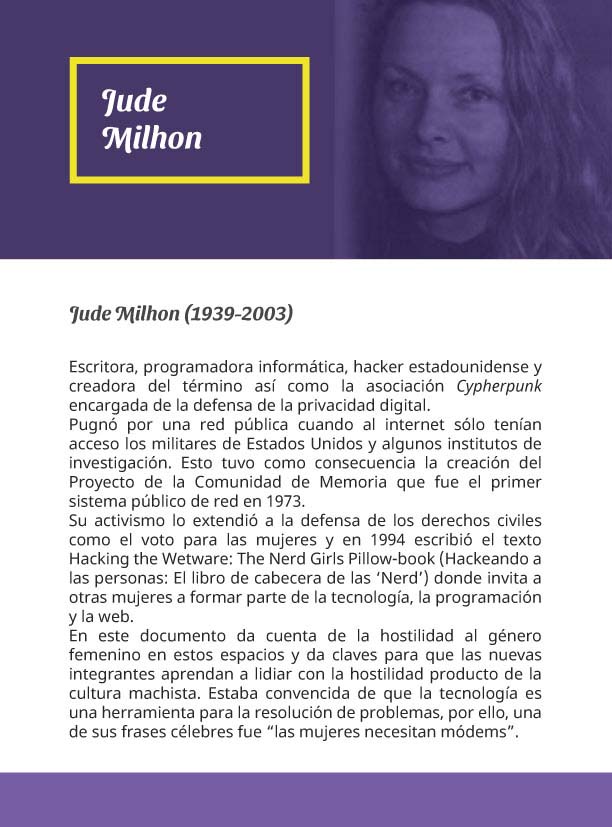 Jude
Milhon
Jude Milhon (1939-2003)
Escritora, programadora informática, hacker estadounidense y
creadora del término así como la asociación Cypherpunk
encargada de la defensa de la privacidad digital.
Pugnó por una red pública cuando al internet sólo tenían
acceso los militares de Estados Unidos y algunos institutos de
investigación. Esto tuvo como consecuencia la creación del
Proyecto de la Comunidad de Memoria que fue el primer
sistema público de red en 1973.
Su activismo lo extendió a la defensa de los derechos civiles
como el voto para las mujeres y en 1994 escribió el texto
Hacking the Wetware: The Nerd Girls Pillow-book (Hackeando a
las personas: El libro de cabecera de las ‘Nerd’) donde invita a
otras mujeres a formar parte de la tecnología, la programación
y la web.
En este documento da cuenta de la hostilidad al género
femenino en estos espacios y da claves para que las nuevas
integrantes aprendan a lidiar con la hostilidad producto de la
cultura machista. Estaba convencida de que la tecnología es
una herramienta para la resolución de problemas, por ello, una
de sus frases célebres fue “las mujeres necesitan módems”.